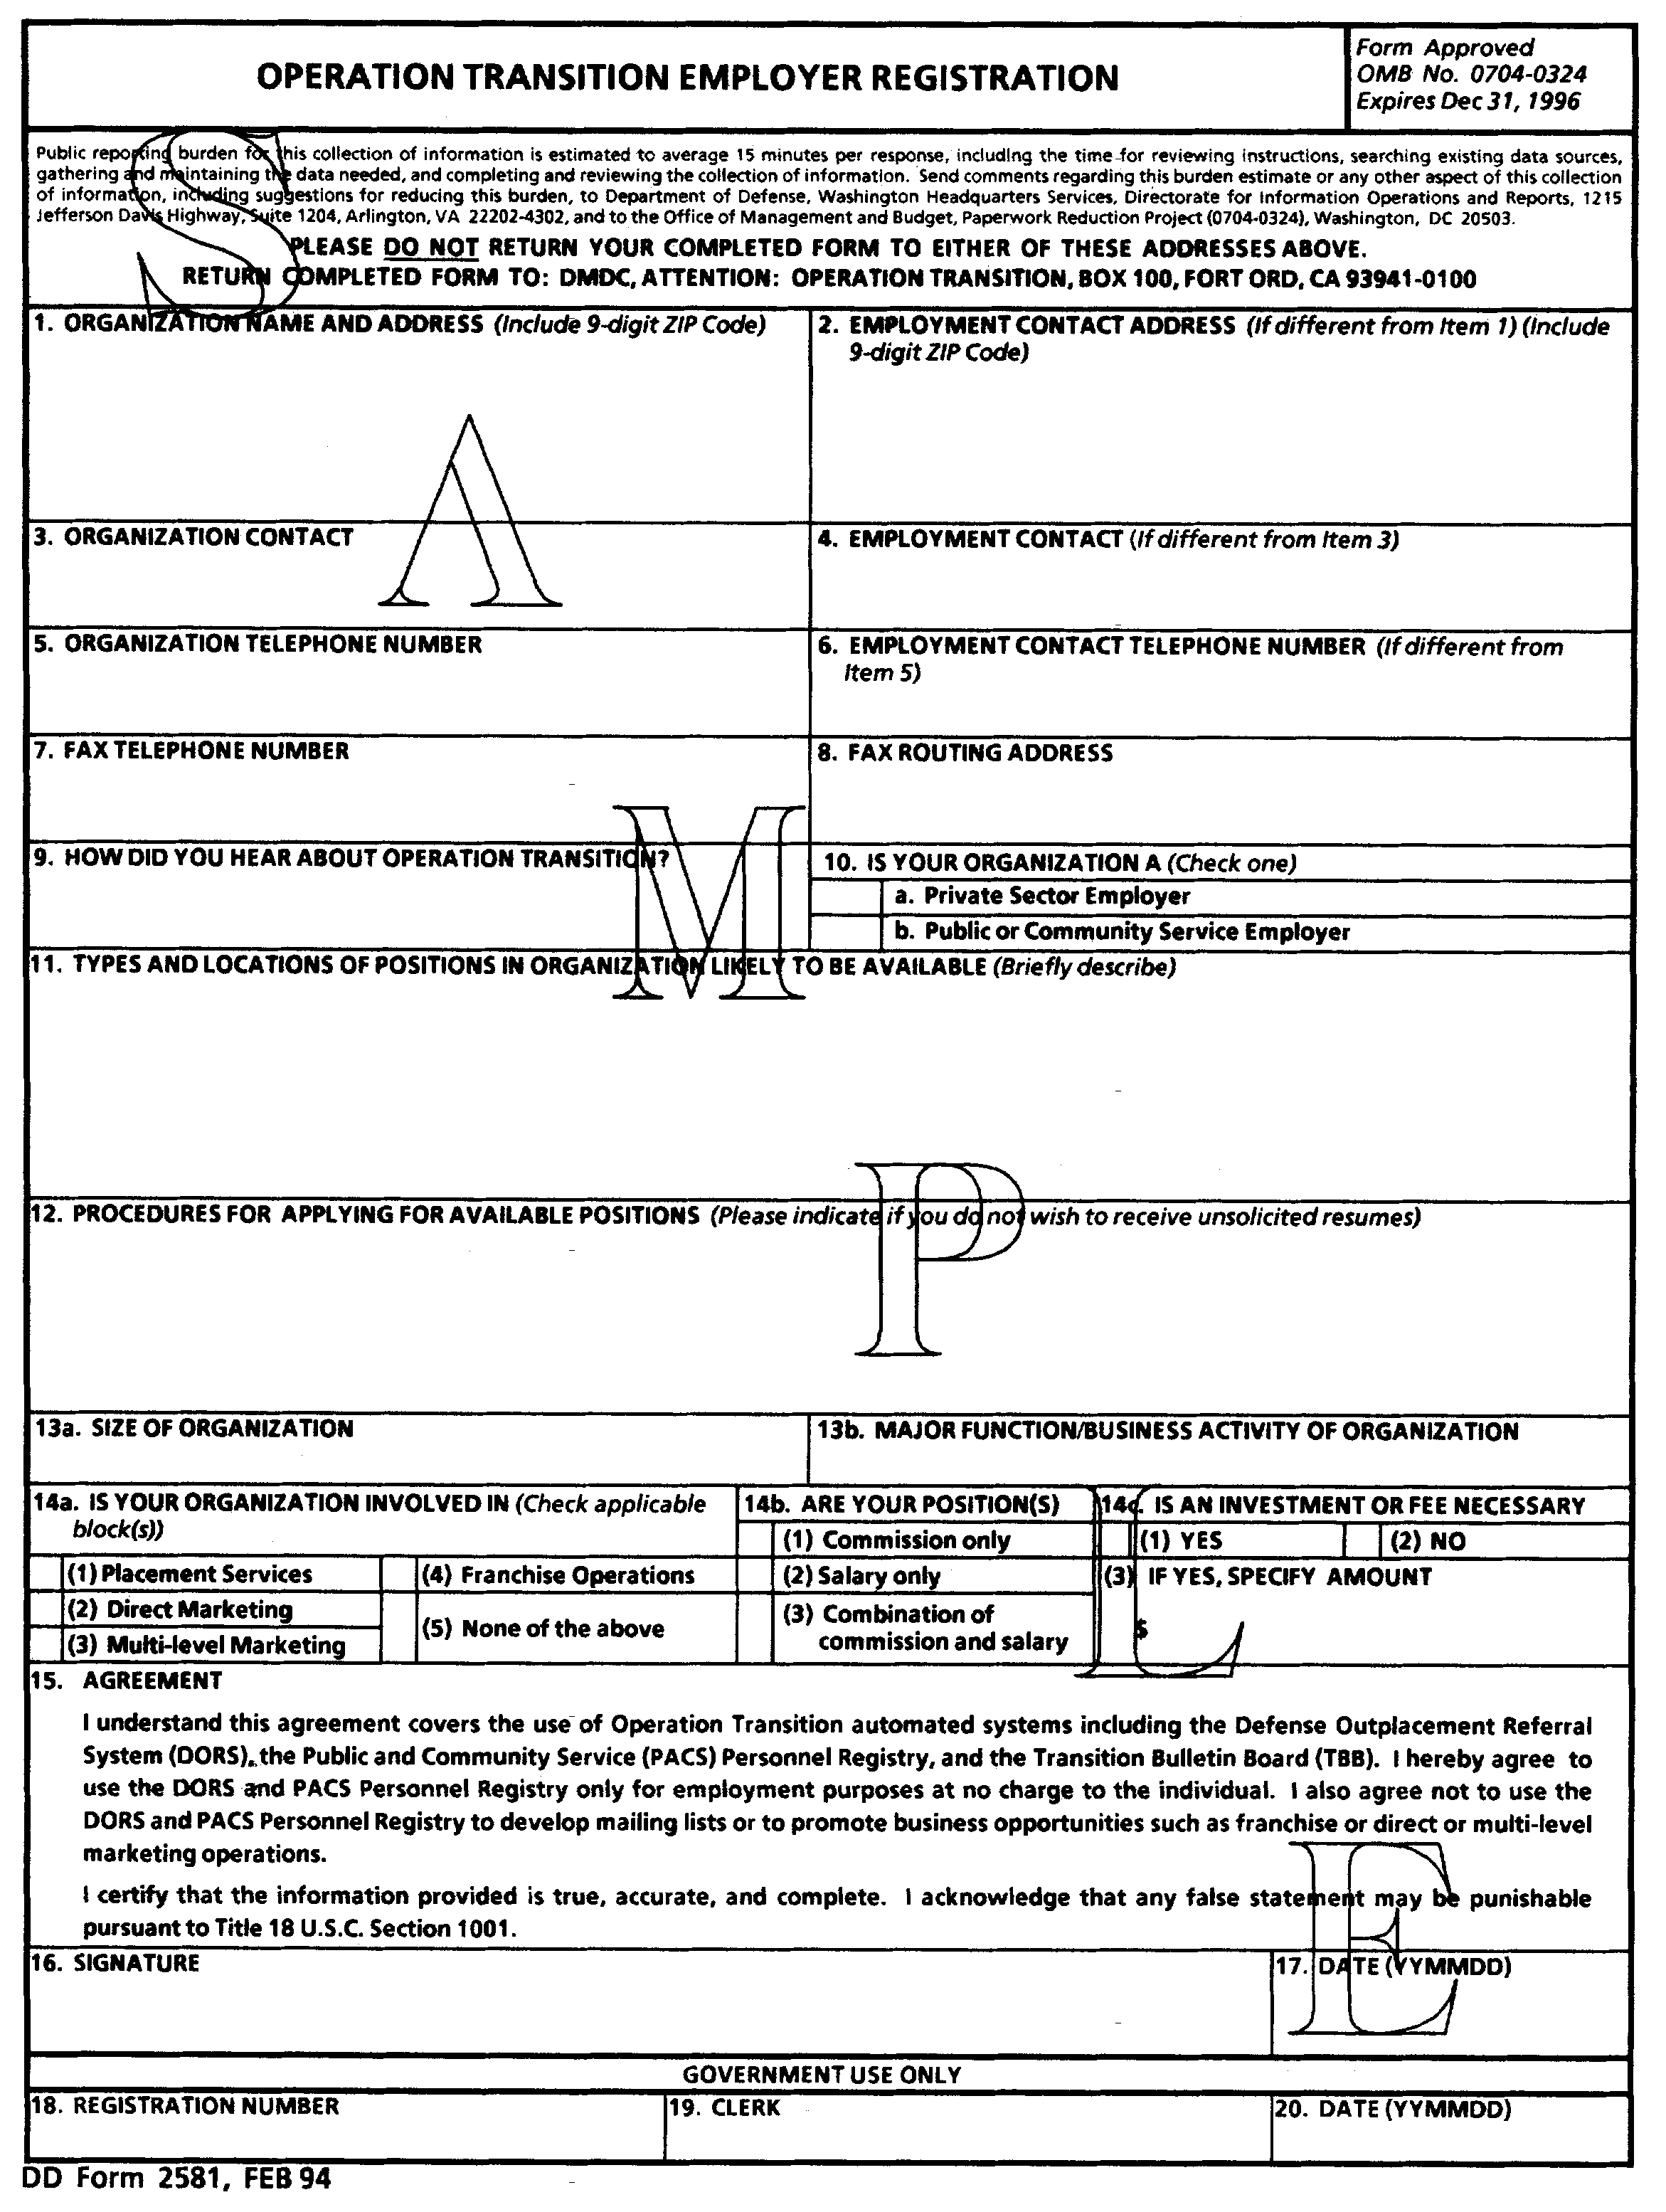 OPERATION TRANSITION EMPLOYER REGISTRATION
Form Approved
OMB No. 0704-0324
Expires Dec 31, 1996
Public reporting burden for this collection of information is estimated to average 15 minutes per response, including the time for reviewing instructions, searching existing data sources,
gathering and maintaining the data needed, and completing and reviewing the collection of information. Send comments regarding this burden estimate or any other aspect of this collection
of information, including suggestions for reducing this burden, to Department of Defense, Washington Headquarters Services, Directorate for Information Operations and Reports, 1215
Jefferson Davis Highway, Suite 1204, Arlington, VA 22202-4302, and to the Office of Management and Budget, Paperwork Reduction Project (0704-0324), Washington, DC 20503.
PLEASE DO NOT RETURN YOUR COMPLETED FORM TO EITHER OF THESE ADDRESSES ABOVE.
RETURN COMPLETED FORM TO: DMDC, ATTENTION: OPERATION TRANSITION, BOX 100, FORT ORD, CA 93941-0100
1. ORGANIZATION NAME AND ADDRESS (Include 9-digit ZIP Code)
2. EMPLOYMENT CONTACT ADDRESS (If different from Item 1) (Include
9-digit ZIP Code)
3. ORGANIZATION CONTACT
4. EMPLOYMENT CONTACT (If different from Item 3)
5. ORGANIZATION TELEPHONE NUMBER
6. EMPLOYMENT CONTACT TELEPHONE NUMBER (If different from
Item 5)
7. FAX TELEPHONE NUMBER
8. FAX ROUTING ADDRESS
9. HOW DID YOU HEAR ABOUT OPERATION TRANSITION?
10. IS YOUR ORGANIZATION A (Check one)
a. Private Sector Employer
b. Public or Community Service Employer
11. TYPES AND LOCATIONS OF POSITIONS IN ORGANIZATION LIKELY TO BE AVAILABLE (Briefly describe)
12. PROCEDURES FOR APPLYING FOR AVAILABLE POSITIONS (Please indicate if you do not wish to receive unsolicited resumes)
13a. SIZE OF ORGANIZATION
13b. MAJOR FUNCTION/BUSINESS ACTIVITY OF ORGANIZATION
14a. IS YOUR ORGANIZATION INVOLVED IN (Check applicable
block(s))
(1) Placement Services
(2) Direct Marketing
(3) Multi-level Marketing
(4) Franchise Operations
(5) None of the above
14b. ARE YOUR POSITION(S)
(1) Commission only
(2) Salary only
(3) Combination of
commission and salary
14c. IS AN INVESTMENT OR FEE NECESSARY
(1) YES
(2) NO
(3) IF YES, SPECIFY AMOUNT
$
15. AGREEMENT
I understand this agreement covers the use of Operation Transition automated systems including the Defense Outplacement Referral
System (DORS), the Public and Community Service (PACS) Personnel Registry, and the Transition Bulletin Board (TBB). I hereby agree to
use the DORS and PACS Personnel Registry only for employment purposes at no charge to the individual. I also agree not to use the
DORS and PACS Personnel Registry to develop mailing lists or to promote business opportunities such as franchise or direct or multi-level
marketing operations.
I certify that the information provided is true, accurate, and complete. I acknowledge that any false statement may be punishable
pursuant to Title 18 U.S.C. Section 1001.
16. SIGNATURE
17. DATE (YYMMDD)
GOVERNMENT USE ONLY
18. REGISTRATION NUMBER
19. CLERK
20. DATE (YYMMDD)
DD Form 2581, FEB 94
SAMPLE